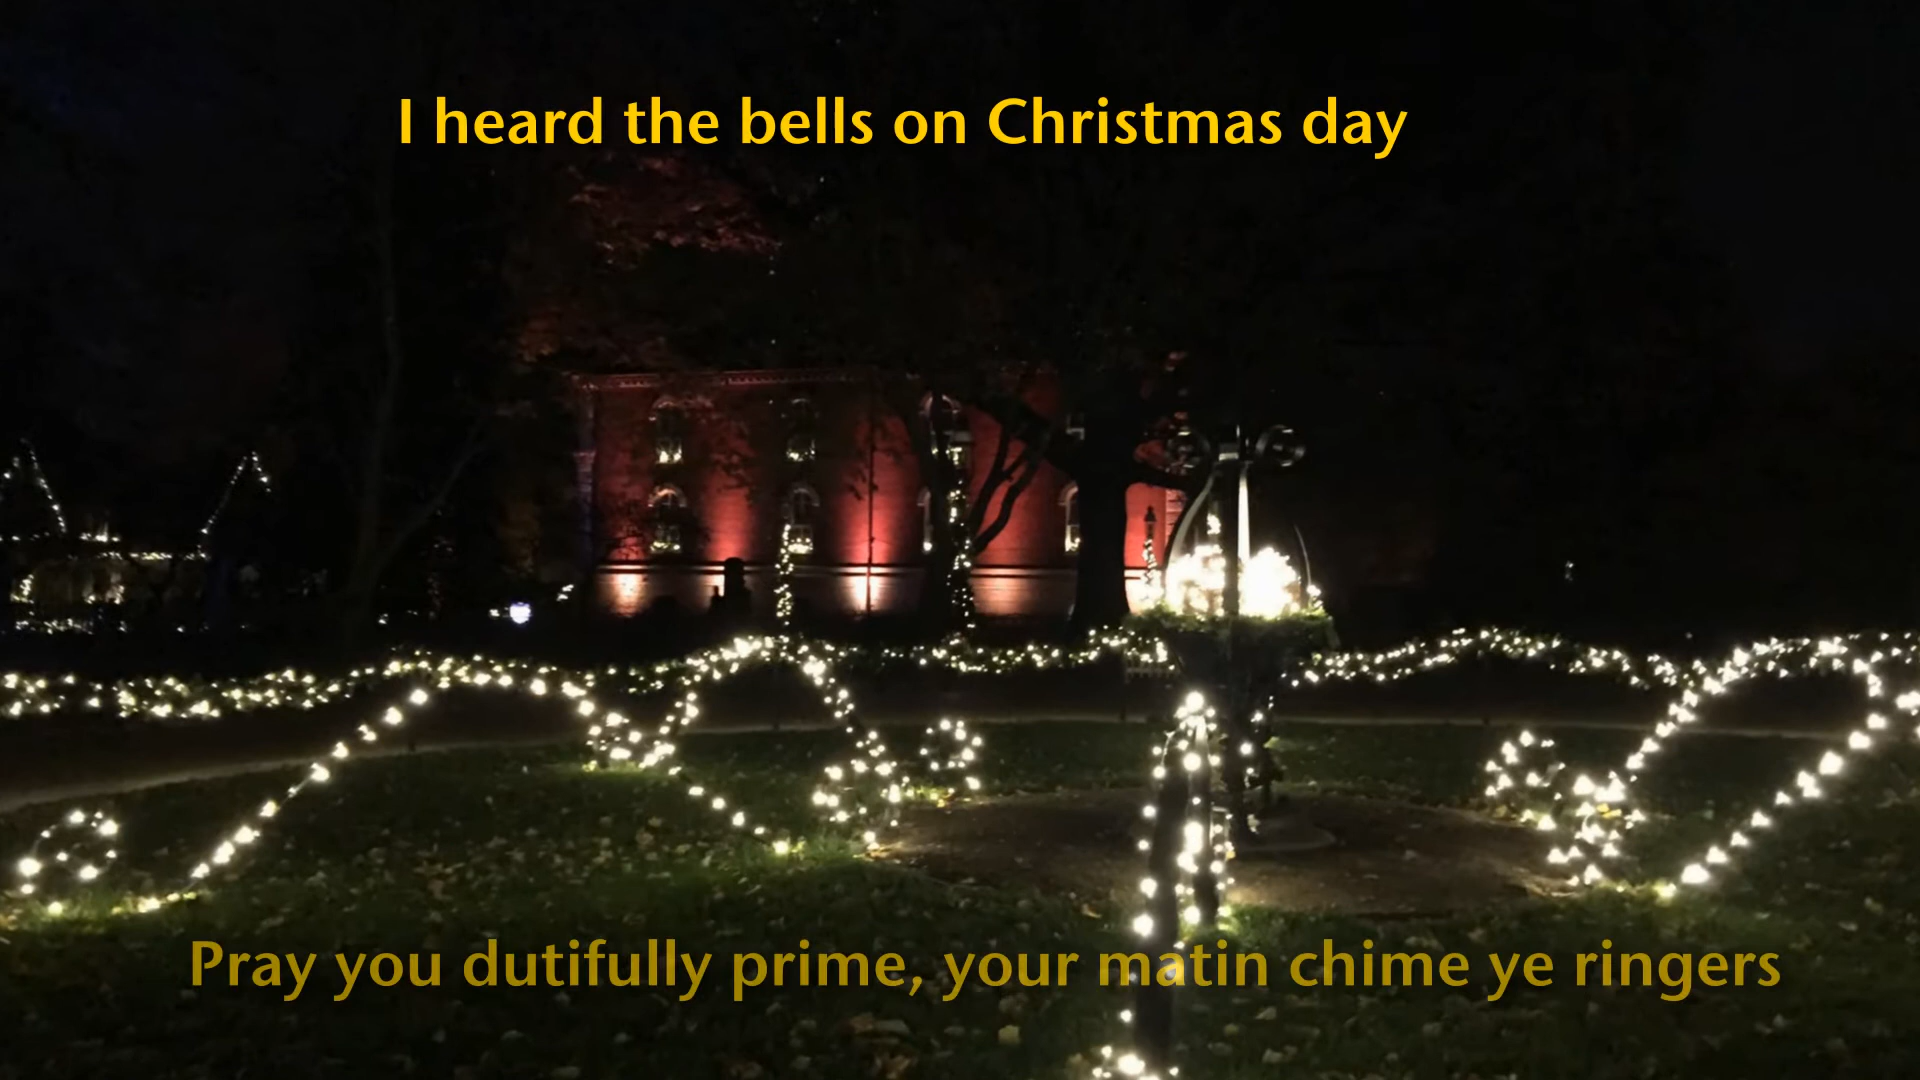 I heard the bells on Christmas day
Pray you dutifully prime, your matin chime ye ringers